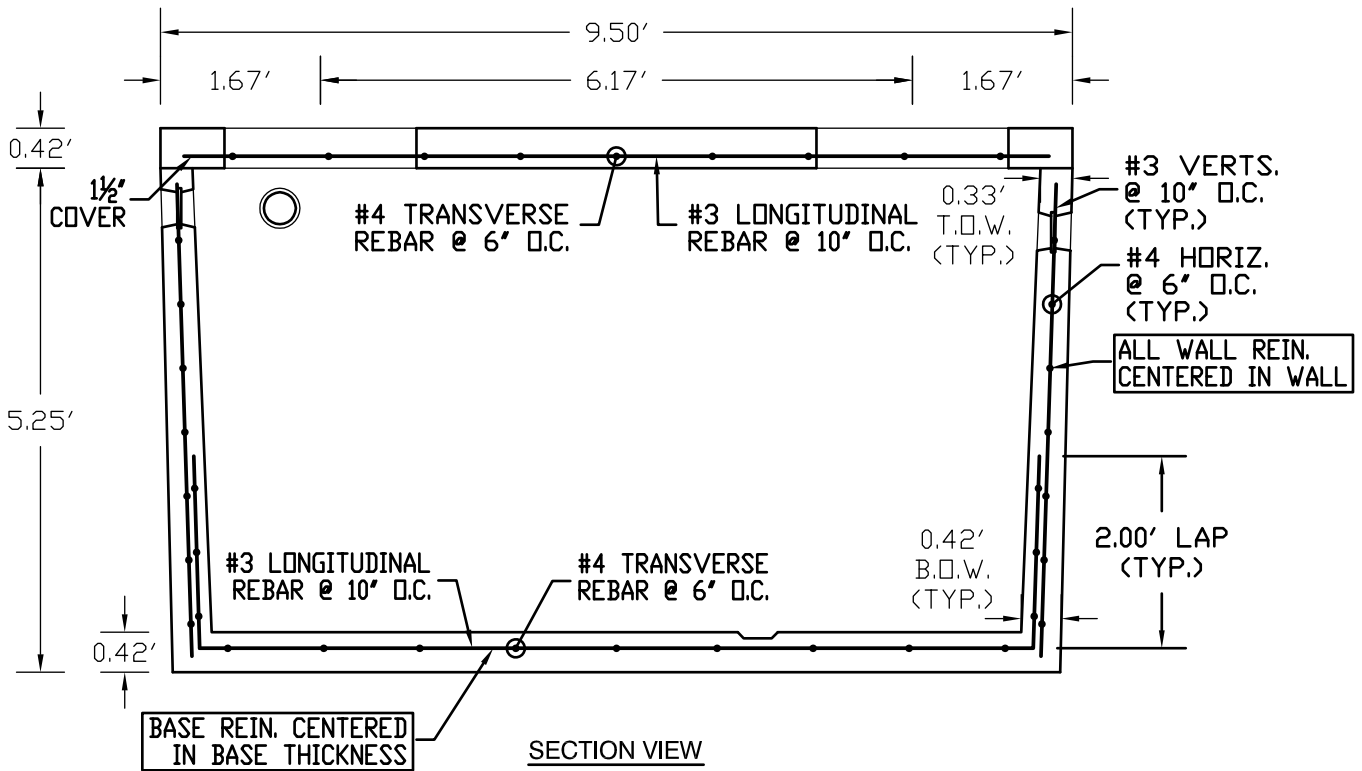 9.50'
1.67'
6.17'
1.67'
0.42'
1½"
COVER
#4 TRANSVERSE
REBAR @ 6" O.C.
#3 LONGITUDINAL
REBAR @ 10" O.C.
0.33'
T.O.W.
(TYP.)
#3 VERTS.
@ 10" O.C.
(TYP.)
#4 HORIZ.
@ 6" O.C.
(TYP.)
ALL WALL REIN.
CENTERED IN WALL
5.25'
#3 LONGITUDINAL
REBAR @ 10" O.C.
#4 TRANSVERSE
REBAR @ 6" O.C.
0.42'
B.O.W.
(TYP.)
2.00' LAP
(TYP.)
0.42'
BASE REIN. CENTERED
IN BASE THICKNESS
SECTION VIEW